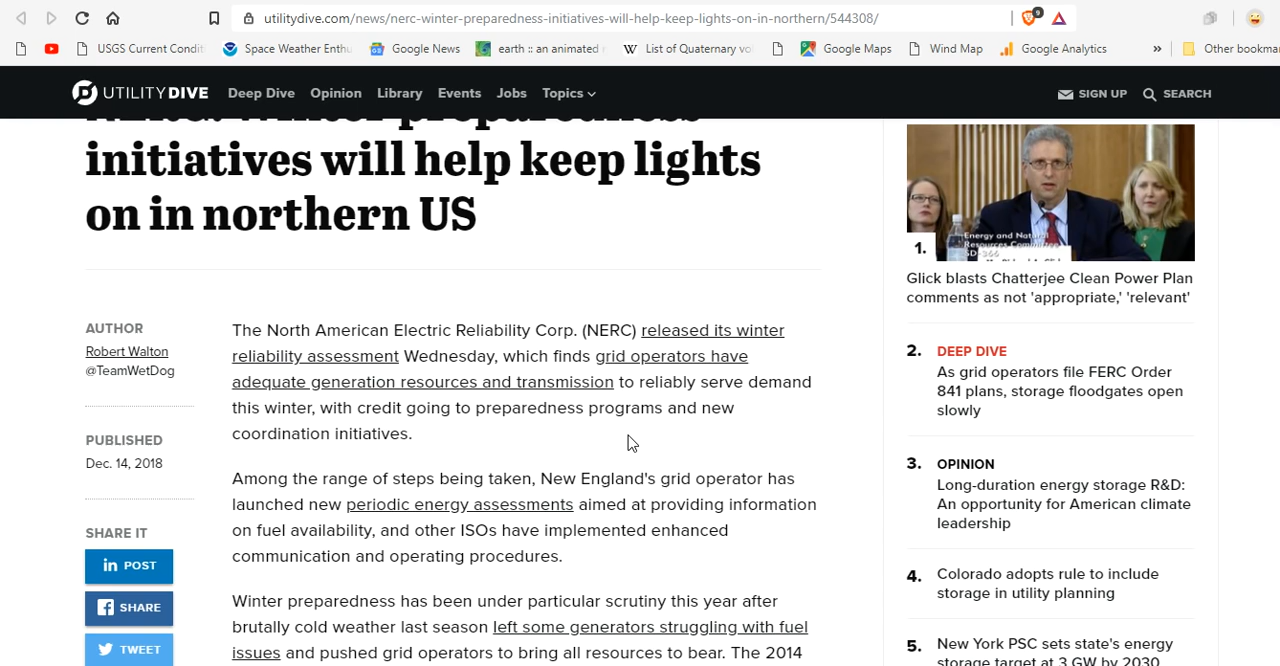 utilitydive.com/news/nerc-winter-preparedness-initiatives-will-help-keep-lights-on-in-northern/544308/
9
USGS Current Condit
Space Weather Enthu
Google News
earth :: an animated
List of Quaternary vo
Google Maps
Wind Map
Google Analytics
»
Other bookma
UTILITY DIVE
Deep Dive
Opinion
Library
Events
Jobs
Topics
SIGN UP
SEARCH
initiatives will help keep lights
on in northern US
AUTHOR
Robert Walton
@TeamWetDog
PUBLISHED
Dec. 14, 2018
SHARE IT
in POST
SHARE
TWEET
The North American Electric Reliability Corp. (NERC) released its winter
reliability assessment Wednesday, which finds grid operators have
adequate generation resources and transmission to reliably serve demand
this winter, with credit going to preparedness programs and new
coordination initiatives.
Among the range of steps being taken, New England's grid operator has
launched new periodic energy assessments aimed at providing information
on fuel availability, and other ISOs have implemented enhanced
communication and operating procedures.
Winter preparedness has been under particular scrutiny this year after
brutally cold weather last season left some generators struggling with fuel
issues and pushed grid operators to bring all resources to bear. The 2014
Energy and Natural
Resources Committee
SD-366
1.
Glick blasts Chatterjee Clean Power Plan
comments as not 'appropriate,' 'relevant'
2. DEEP DIVE
As grid operators file FERC Order
841 plans, storage floodgates open
slowly
3. OPINION
Long-duration energy storage R&D:
An opportunity for American climate
leadership
4. Colorado adopts rule to include
storage in utility planning
5. New York PSC sets state's energy
storage target at 3 GW by 2030